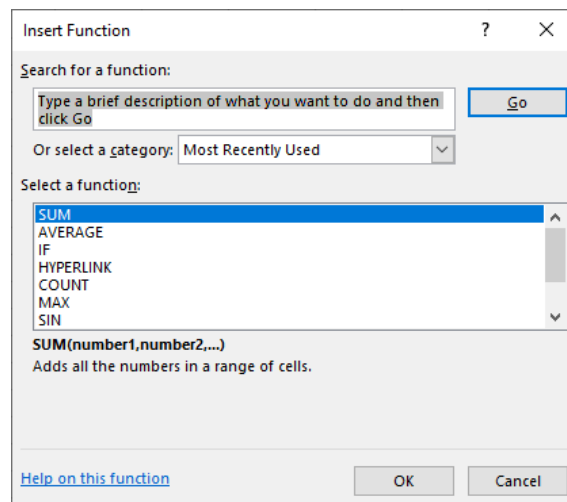 Insert Function
?
Search for a function:
Type a brief description of what you want to do and then
click Go
Go
Or select a category:
Most Recently Used
Select a function:
SUM
AVERAGE
IF
HYPERLINK
COUNT
MAX
SIN
SUM(number1,number2,...)
Adds all the numbers in a range of cells.
Help on this function
OK
Cancel